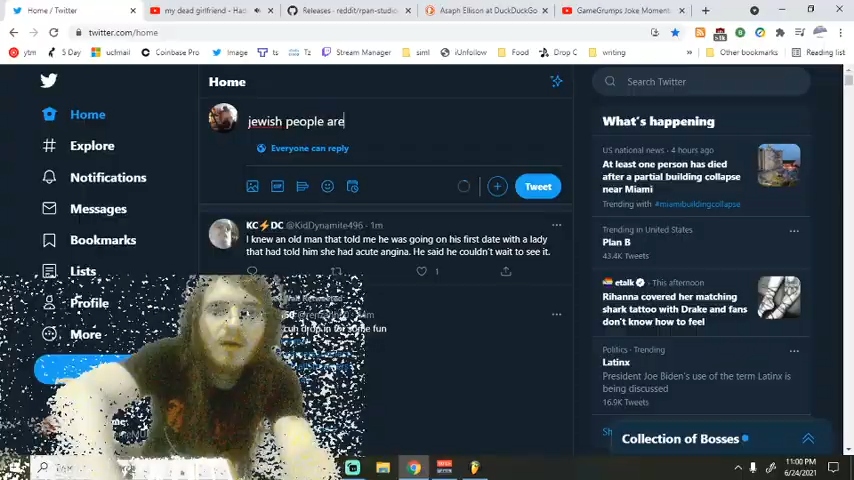 Home / Twitter
my dead girlfriend - Ha
Releases · reddit/rpan-studio
Asaph Ellison at DuckDuckGo
GameGrumps Joke Moment
twitter.com/home
ytm
S Day
uclmail
Coinbase Pro
Image
ts
Tz
Stream Manager
siml
iUnfollow
Food
Drop C
writing
Other bookmarks
Reading list
Home
Explore
Notifications
Messages
Bookmarks
Lists
Profile
More
Home
jewish people are
Everyone can reply
Tweet
KC⚡DC @KidDynamite496 · 1m
I knew an old man that told me he was going on his first date with a lady
that had told him she had acute angina. He said he couldn't wait to see it.
1
Retweeted
drop in for some fun
Search Twitter
What's happening
US national news · 4 hours ago
At least one person has died
after a partial building collapse
near Miami
Trending with #miamibuildingcollapse
Trending in United States
Plan B
43.4K Tweets
etalk · This afternoon
Rihanna covered her matching
shark tattoo with Drake and fans
don't know how to feel
Politics · Trending
Latinx
President Joe Biden's use of the term Latinx is
being discussed
16.9K Tweets
Collection of Bosses
11:00 PM
6/24/2021